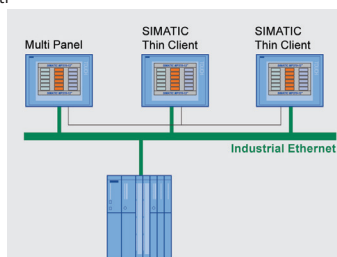 Multi Panel
SIMATIC
Thin Client
SIMATIC
Thin Client
Industrial Ethernet